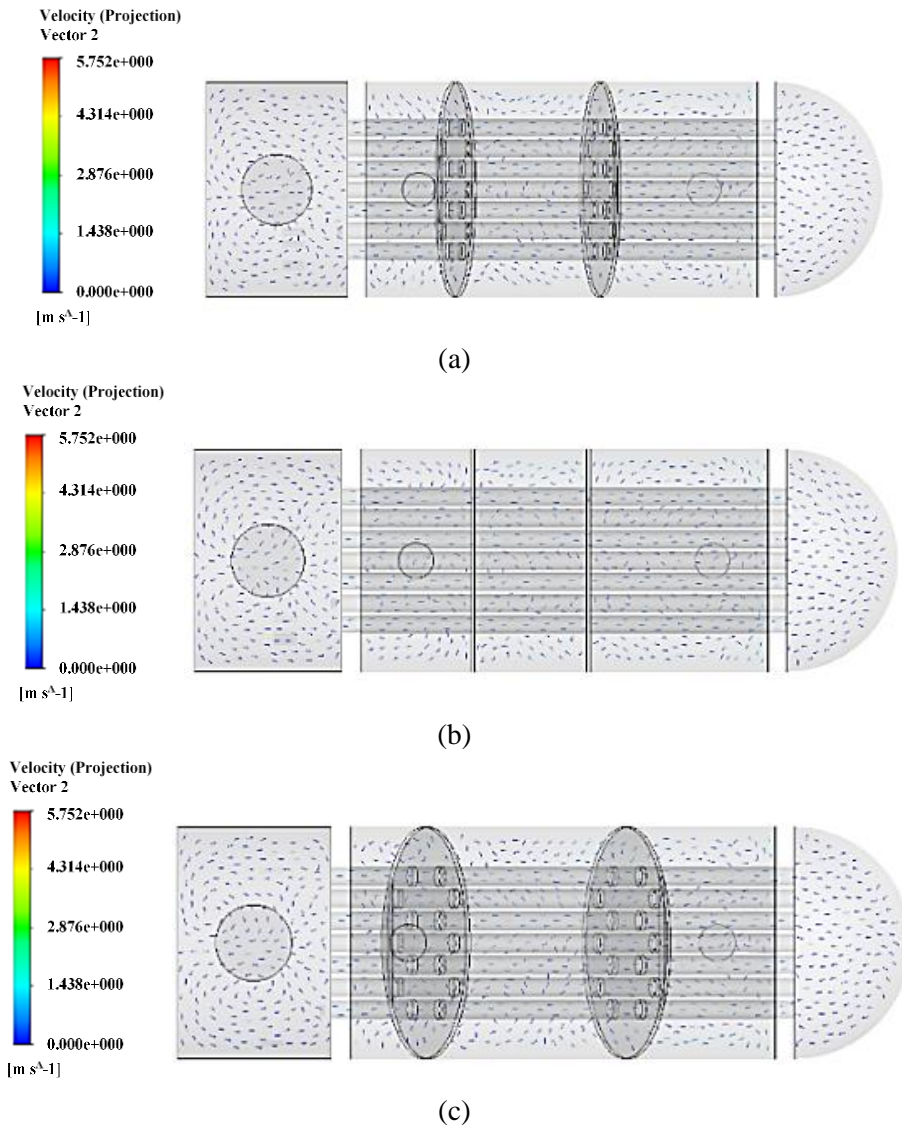 Velocity (Projection)
Vector 2
5.752e+000
4.314e+000
2.876e+000
1.438e+000
0.000e+000
[m s^-1]
(a)
Velocity (Projection)
Vector 2
5.752e+000
4.314e+000
2.876e+000
1.438e+000
0.000e+000
[m s^-1]
(b)
Velocity (Projection)
Vector 2
5.752e+000
4.314e+000
2.876e+000
1.438e+000
0.000e+000
[m s^-1]
(c)